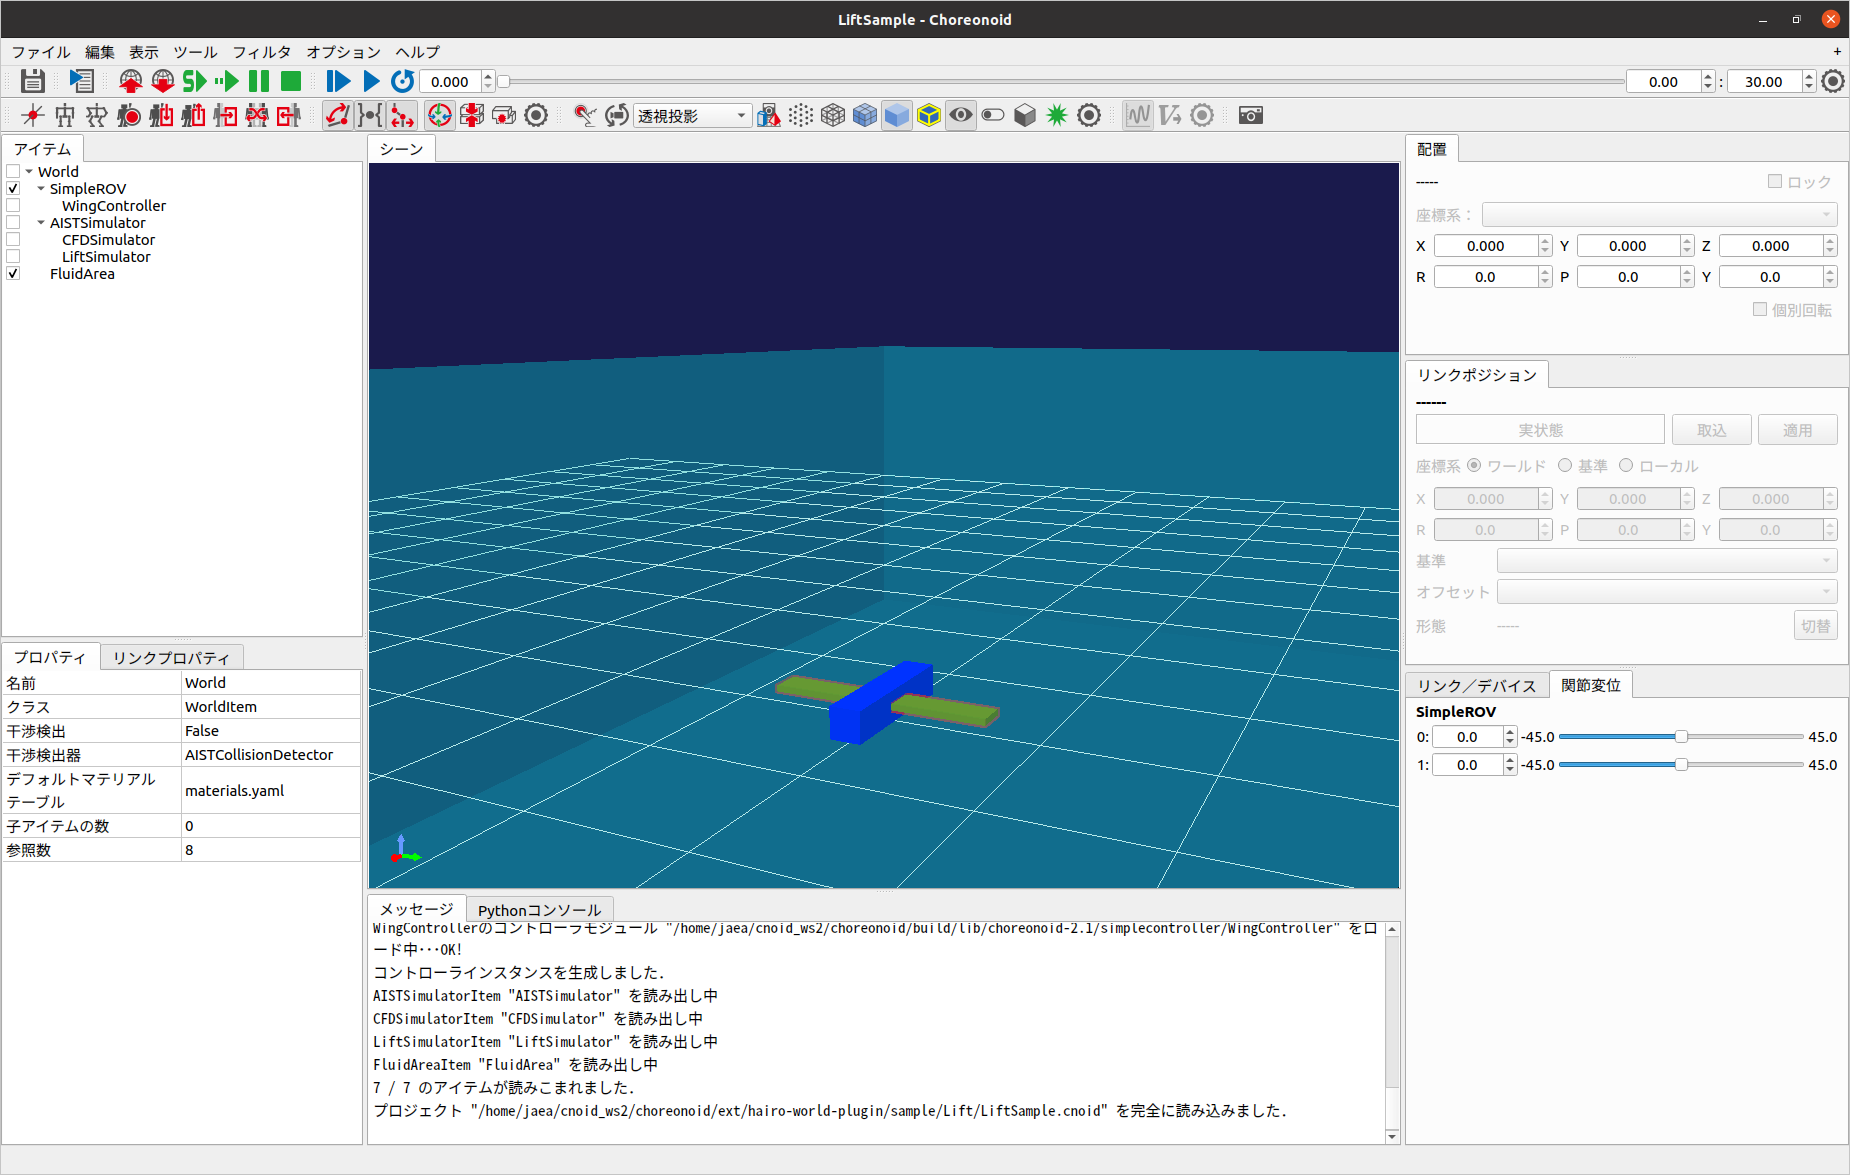 LiftSample - Choreonoid
ファイル 編集 表示 ツール フィルタ オプション ヘルプ +
0.000 0.00 : 30.00
透視投影
アイテム
World
SimpleROV
WingController
AISTSimulator
CFDSimulator
LiftSimulator
FluidArea
プロパティ リンクプロパティ
名前 World
クラス WorldItem
干渉検出 False
干渉検出器 AISTCollisionDetector
デフォルトマテリアル
テーブル materials.yaml
子アイテムの数 0
参照数 8
シーン
メッセージ Pythonコンソール
WingControllerのコントローラモジュール "/home/jaea/cnoid_ws2/choreonoid/build/lib/choreonoid-2.1/simplecontroller/WingController" をロ
ード中...OK!
コントローラインスタンスを生成しました.
AISTSimulatorItem "AISTSimulator" を読み出し中
CFDSimulatorItem "CFDSimulator" を読み出し中
LiftSimulatorItem "LiftSimulator" を読み出し中
FluidAreaItem "FluidArea" を読み出し中
7 / 7 のアイテムが読みこまれました.
プロジェクト "/home/jaea/cnoid_ws2/choreonoid/ext/hairo-world-plugin/sample/Lift/LiftSample.cnoid" を完全に読み込みました.
配置
----- ロック
座標系：
X 0.000 Y 0.000 Z 0.000
R 0.0 P 0.0 Y 0.0
個別回転
リンクポジション
------
実状態 取込 適用
座標系 ワールド 基準 ローカル
X 0.000 Y 0.000 Z 0.000
R 0.0 P 0.0 Y 0.0
基準
オフセット
形態 ----- 切替
リンク／デバイス 関節変位
SimpleROV
0: 0.0 -45.0 45.0
1: 0.0 -45.0 45.0